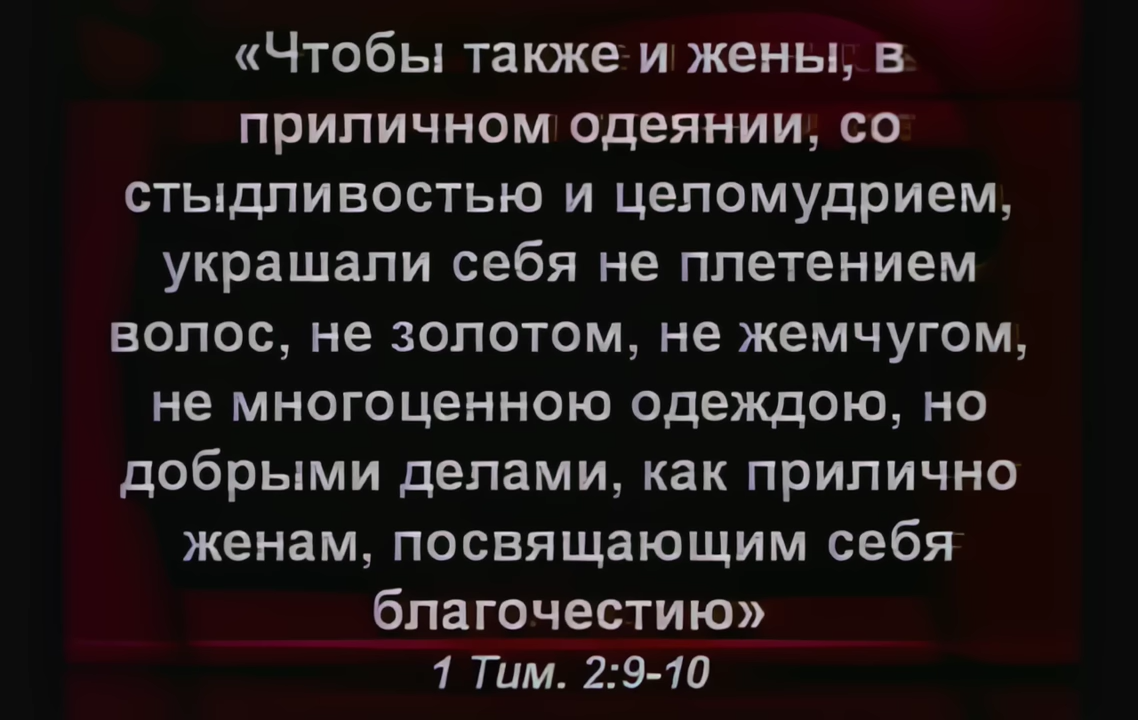 «Чтобы также и жены, в
приличном одеянии, со
стыдливостью и целомудрием,
украшали себя не плетением
волос, не золотом, не жемчугом,
не многоценною одеждою, но
добрыми делами, как прилично
женам, посвящающим себя
благочестию»
1 Тим. 2:9-10